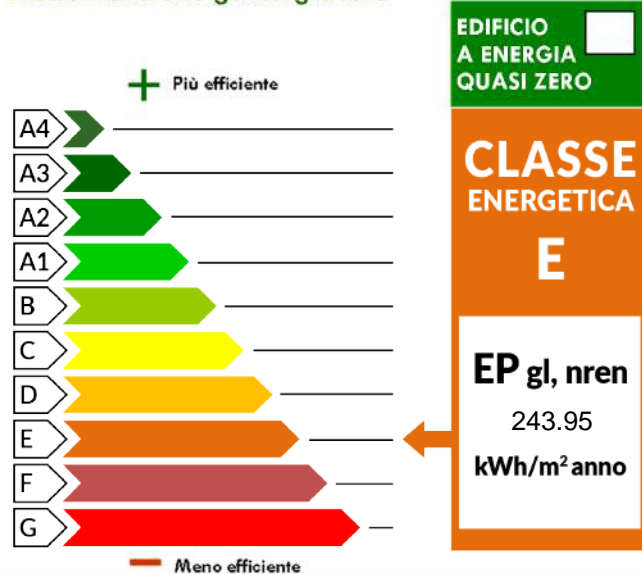 EDIFICIO
A ENERGIA
QUASI ZERO
Più efficiente
A4
A3
A2
A1
B
C
D
E
F
G
Meno efficiente
CLASSE
ENERGETICA
E
EP gl, nren
243.95
kWh/m² anno